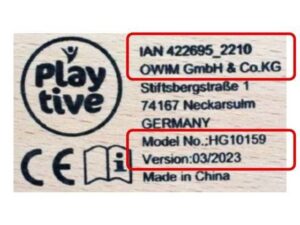 Play
tive
IAN 422695_2210
OWIM GmbH & Co.KG
Stiftsbergstraße 1
74167 Neckarsulm
GERMANY
Model No.:HG10159
Version:03/2023
Made in China
CE
i